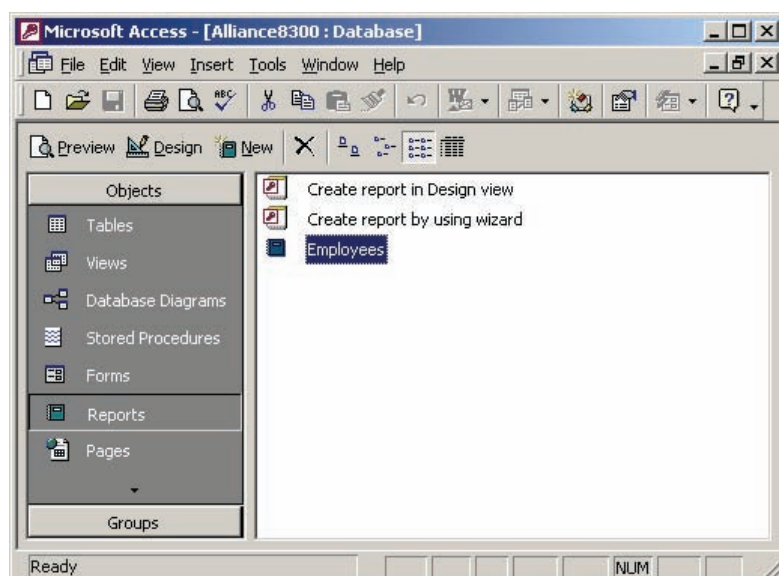 Microsoft Access - [Alliance8300 : Database]
File Edit View Insert Tools Window Help
ABC
Preview Design New
Objects
Tables
Views
Database Diagrams
Stored Procedures
Forms
Reports
Pages
Groups
Create report in Design view
Create report by using wizard
Employees
Ready
NUM